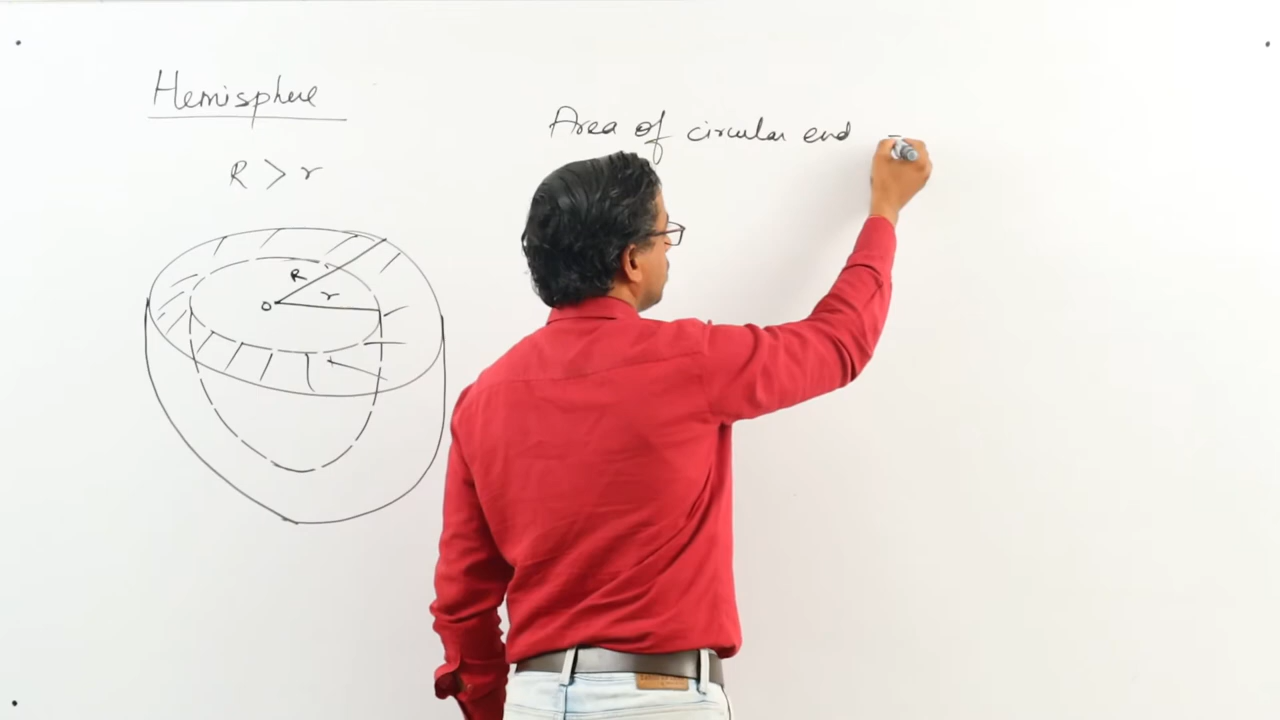 Hemisphere
R > r
R
r
O
Area of circular end =